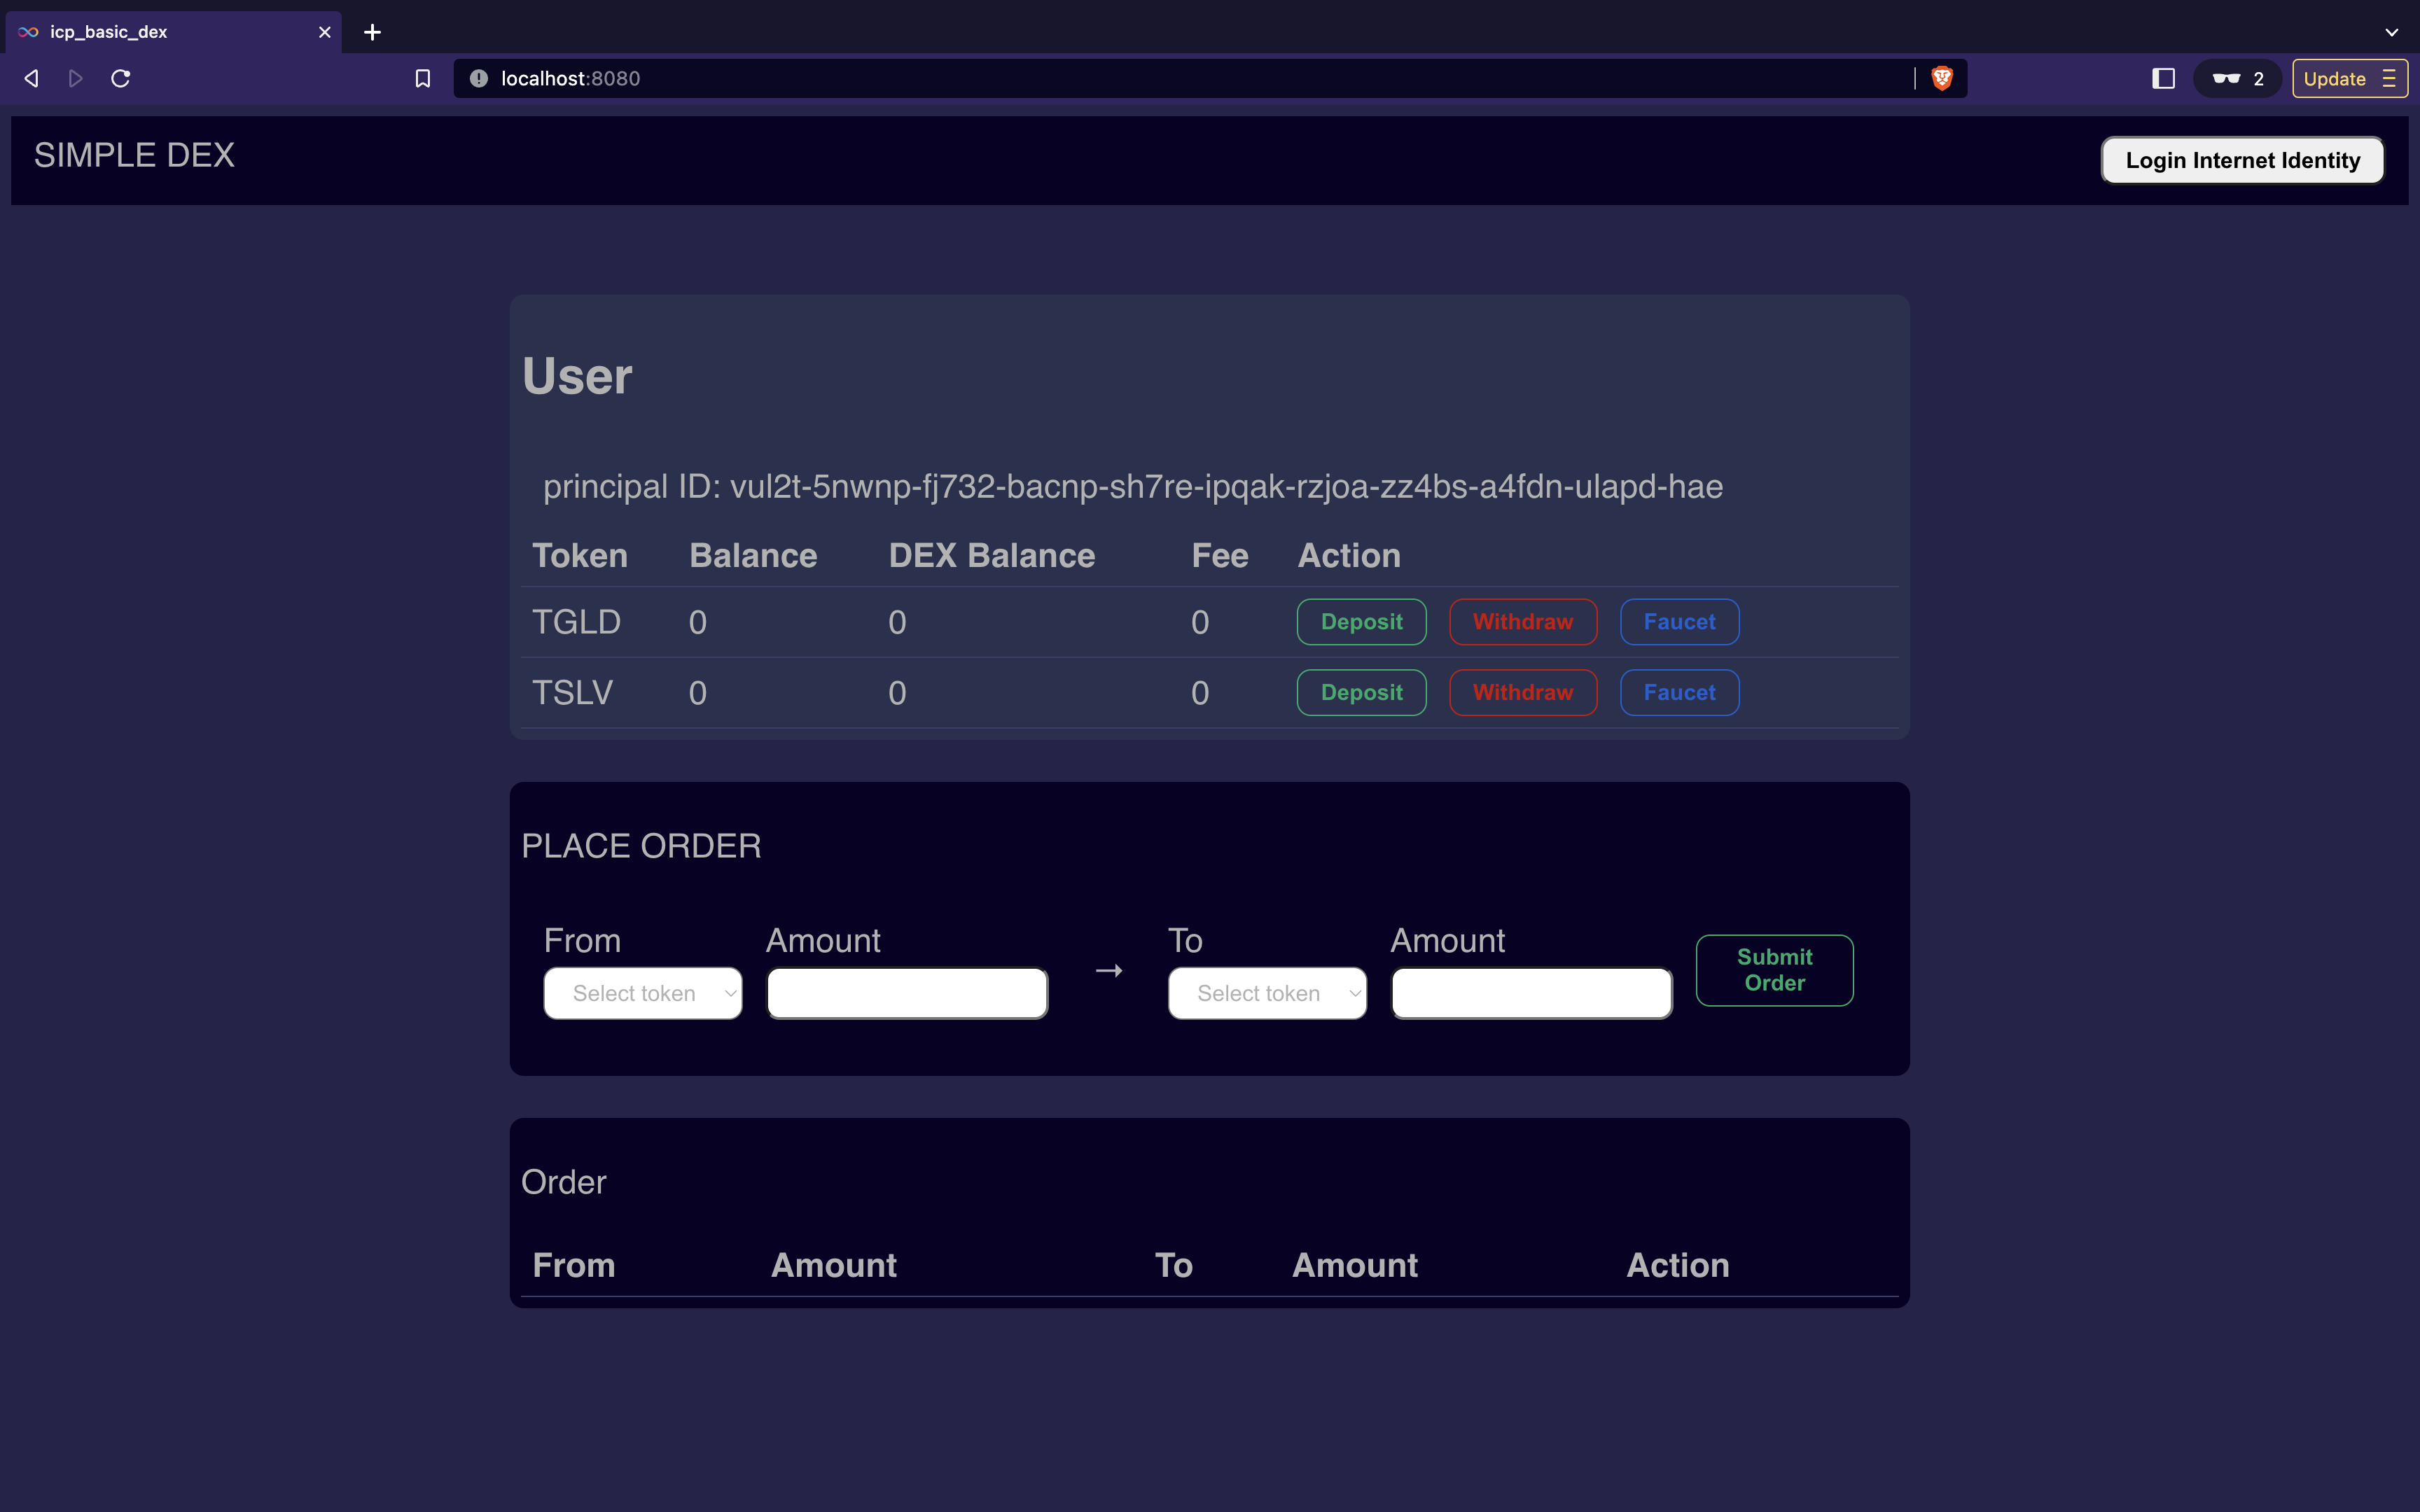 icp_basic_dex
localhost:8080
2
Update
SIMPLE DEX
Login Internet Identity
User
principal ID: vul2t-5nwnp-fj732-bacnp-sh7re-ipqak-rzjoa-zz4bs-a4fdn-ulapd-hae
Token Balance DEX Balance Fee Action
TGLD 0 0 0 Deposit Withdraw Faucet
TSLV 0 0 0 Deposit Withdraw Faucet
PLACE ORDER
From Amount To Amount
Select token → Select token
Submit
Order
Order
From Amount To Amount Action